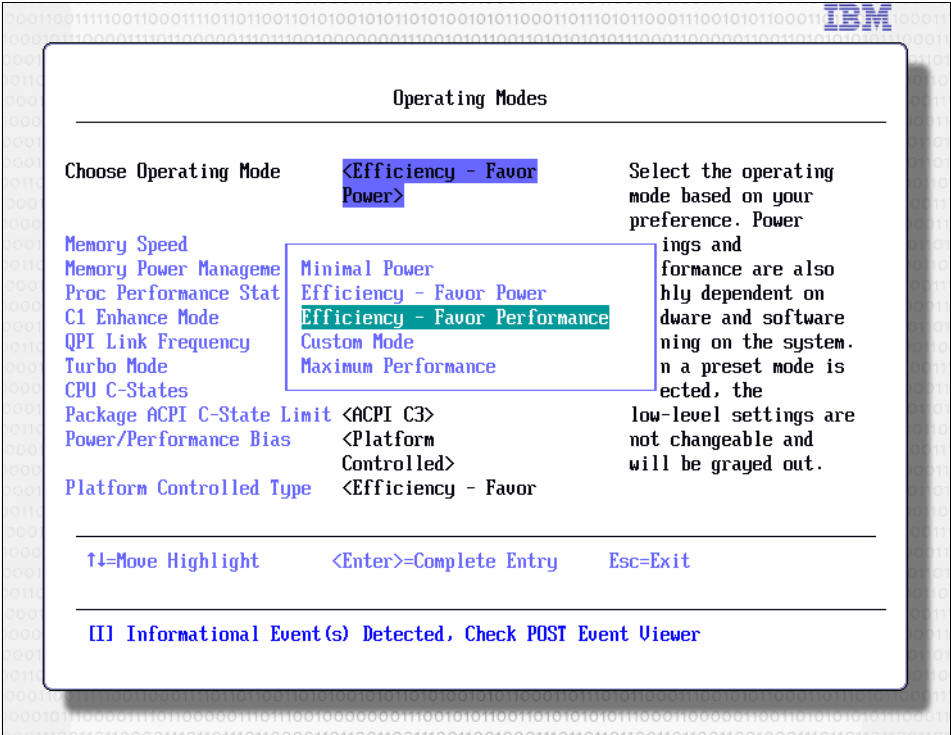 IBM
Operating Modes
Choose Operating Mode <Efficiency - Favor Select the operating
Power> mode based on your
preference. Power
Memory Speed ings and
Memory Power Manageme Minimal Power formance are also
Proc Performance Stat Efficiency - Favor Power hly dependent on
C1 Enhance Mode Efficiency - Favor Performance dware and software
QPI Link Frequency Custom Mode ning on the system.
Turbo Mode Maximum Performance n a preset mode is
CPU C-States ected, the
Package ACPI C-State Limit <ACPI C3> low-level settings are
Power/Performance Bias <Platform not changeable and
Controlled> will be grayed out.
Platform Controlled Type <Efficiency - Favor
↑↓=Move Highlight <Enter>=Complete Entry Esc=Exit
[I] Informational Event(s) Detected, Check POST Event Viewer